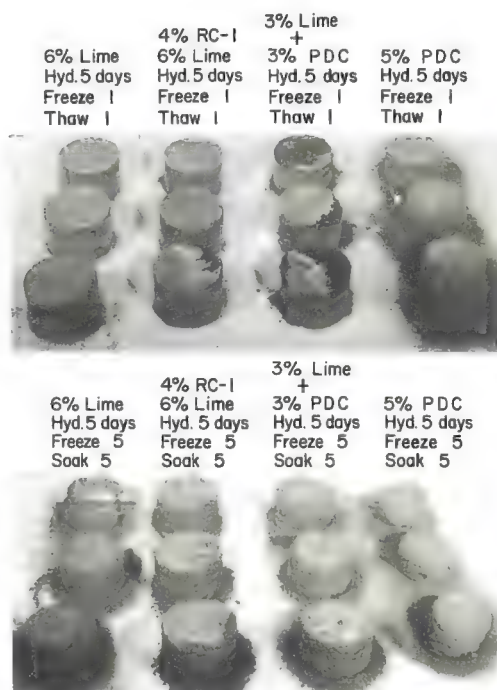 6% Lime
Hyd. 5 days
Freeze 1
Thaw 1
4% RC-1
6% Lime
Hyd. 5 days
Freeze 1
Thaw 1
3% Lime
+
3% PDC
Hyd. 5 days
Freeze 1
Thaw 1
5% PDC
Hyd. 5 days
Freeze 1
Thaw 1
6% Lime
Hyd. 5 days
Freeze 5
Soak 5
4% RC-1
6% Lime
Hyd. 5 days
Freeze 5
Soak 5
3% Lime
+
3% PDC
Hyd. 5 days
Freeze 5
Soak 5
5% PDC
Hyd. 5 days
Freeze 5
Soak 5